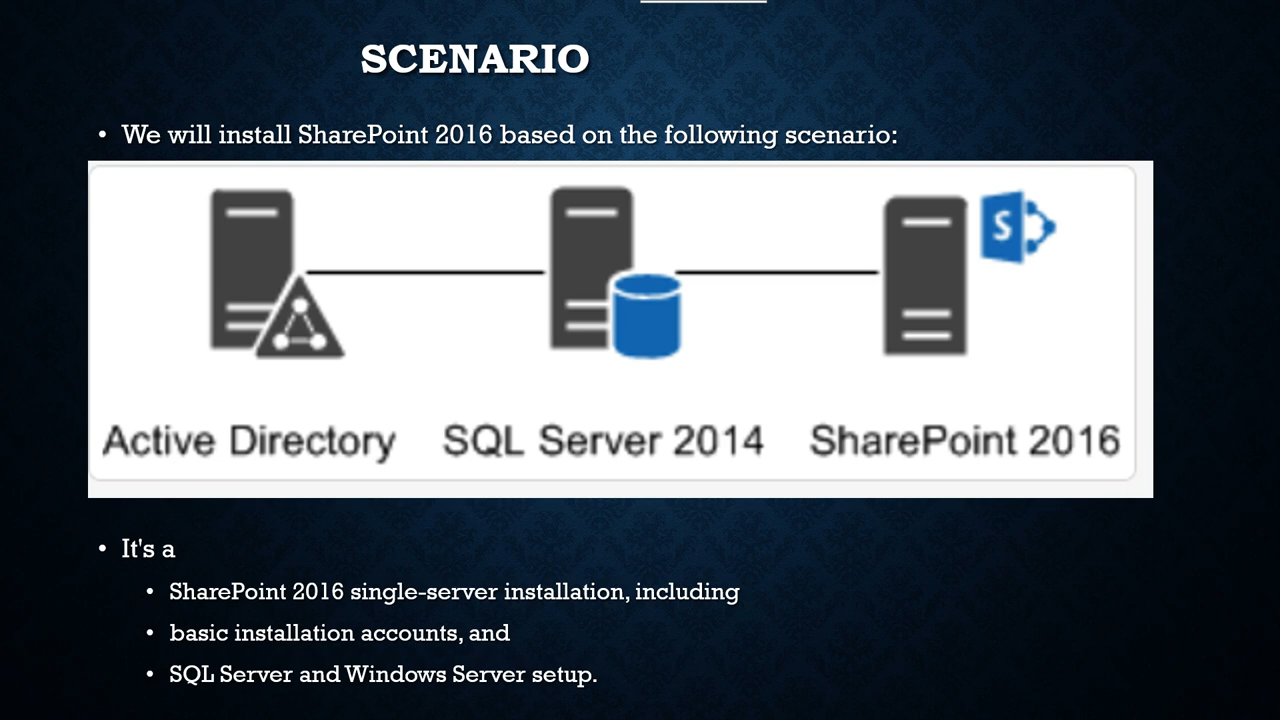 SCENARIO
• We will install SharePoint 2016 based on the following scenario:
S
Active Directory SQL Server 2014 SharePoint 2016
• It's a
• SharePoint 2016 single-server installation, including
• basic installation accounts, and
• SQL Server and Windows Server setup.